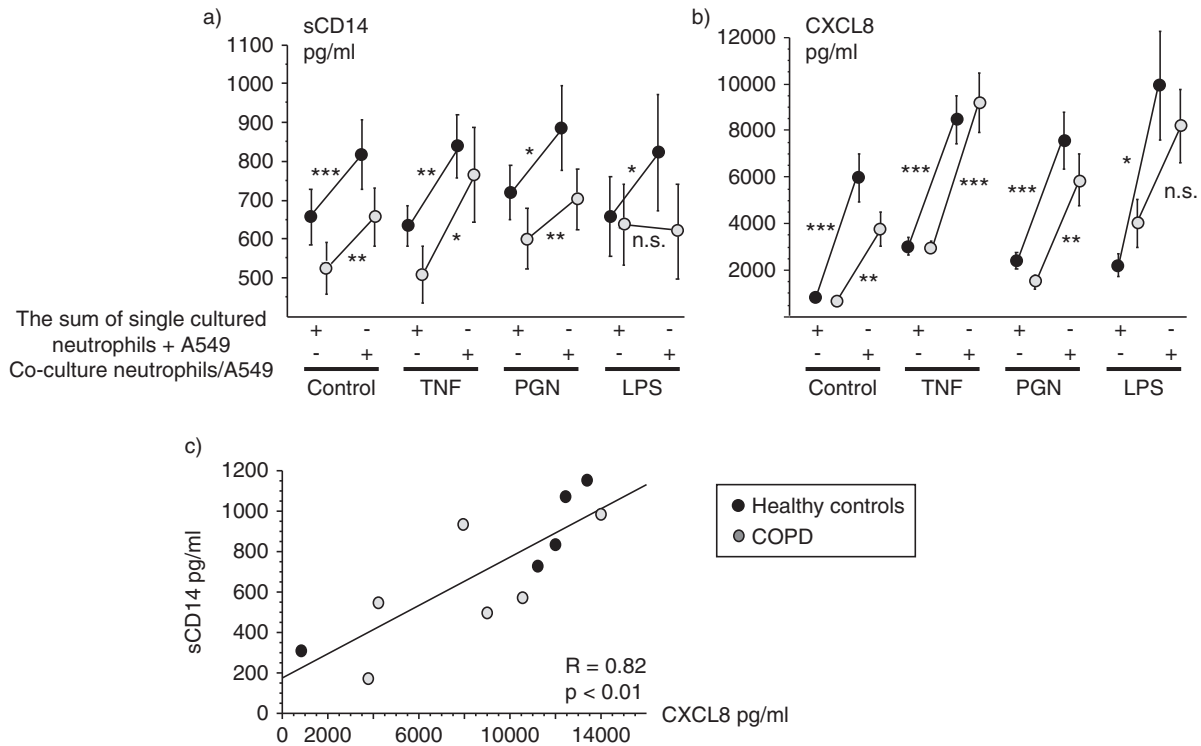 a)
sCD14
pg/ml
1100
1000
900
800
700
600
500
***
**
**
*
*
**
*
n.s.
The sum of single cultured
neutrophils + A549
Co-culture neutrophils/A549
+ - + - + - + -
- + - + - + - +
Control TNF PGN LPS
b)
CXCL8
pg/ml
12000
10000
8000
6000
4000
2000
***
**
***
***
***
**
*
n.s.
+ - + - + - + -
- + - + - + - +
Control TNF PGN LPS
c)
sCD14 pg/ml
1200
1000
800
600
400
200
0
0 2000 6000 10000 14000
CXCL8 pg/ml
R = 0.82
p < 0.01
Healthy controls
COPD